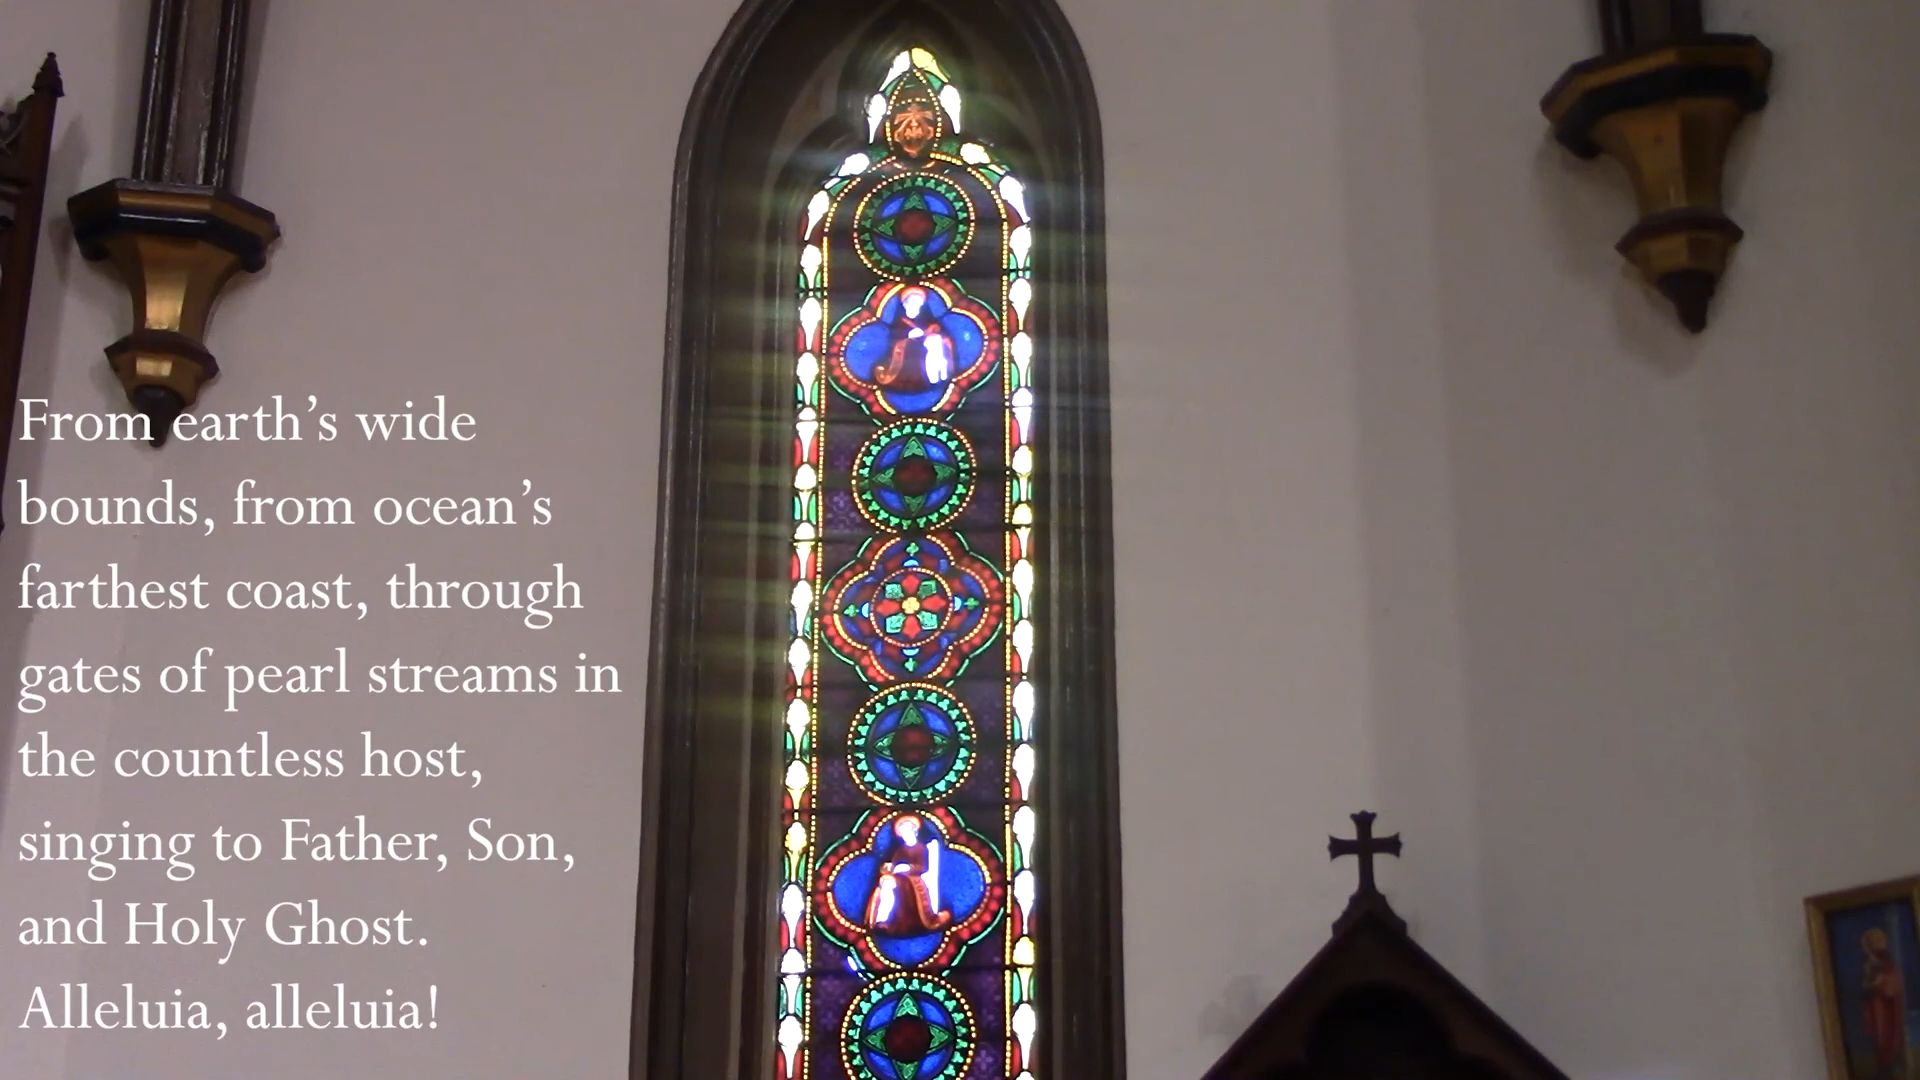 From earth’s wide
bounds, from ocean’s
farthest coast, through
gates of pearl streams in
the countless host,
singing to Father, Son,
and Holy Ghost.
Alleluia, alleluia!